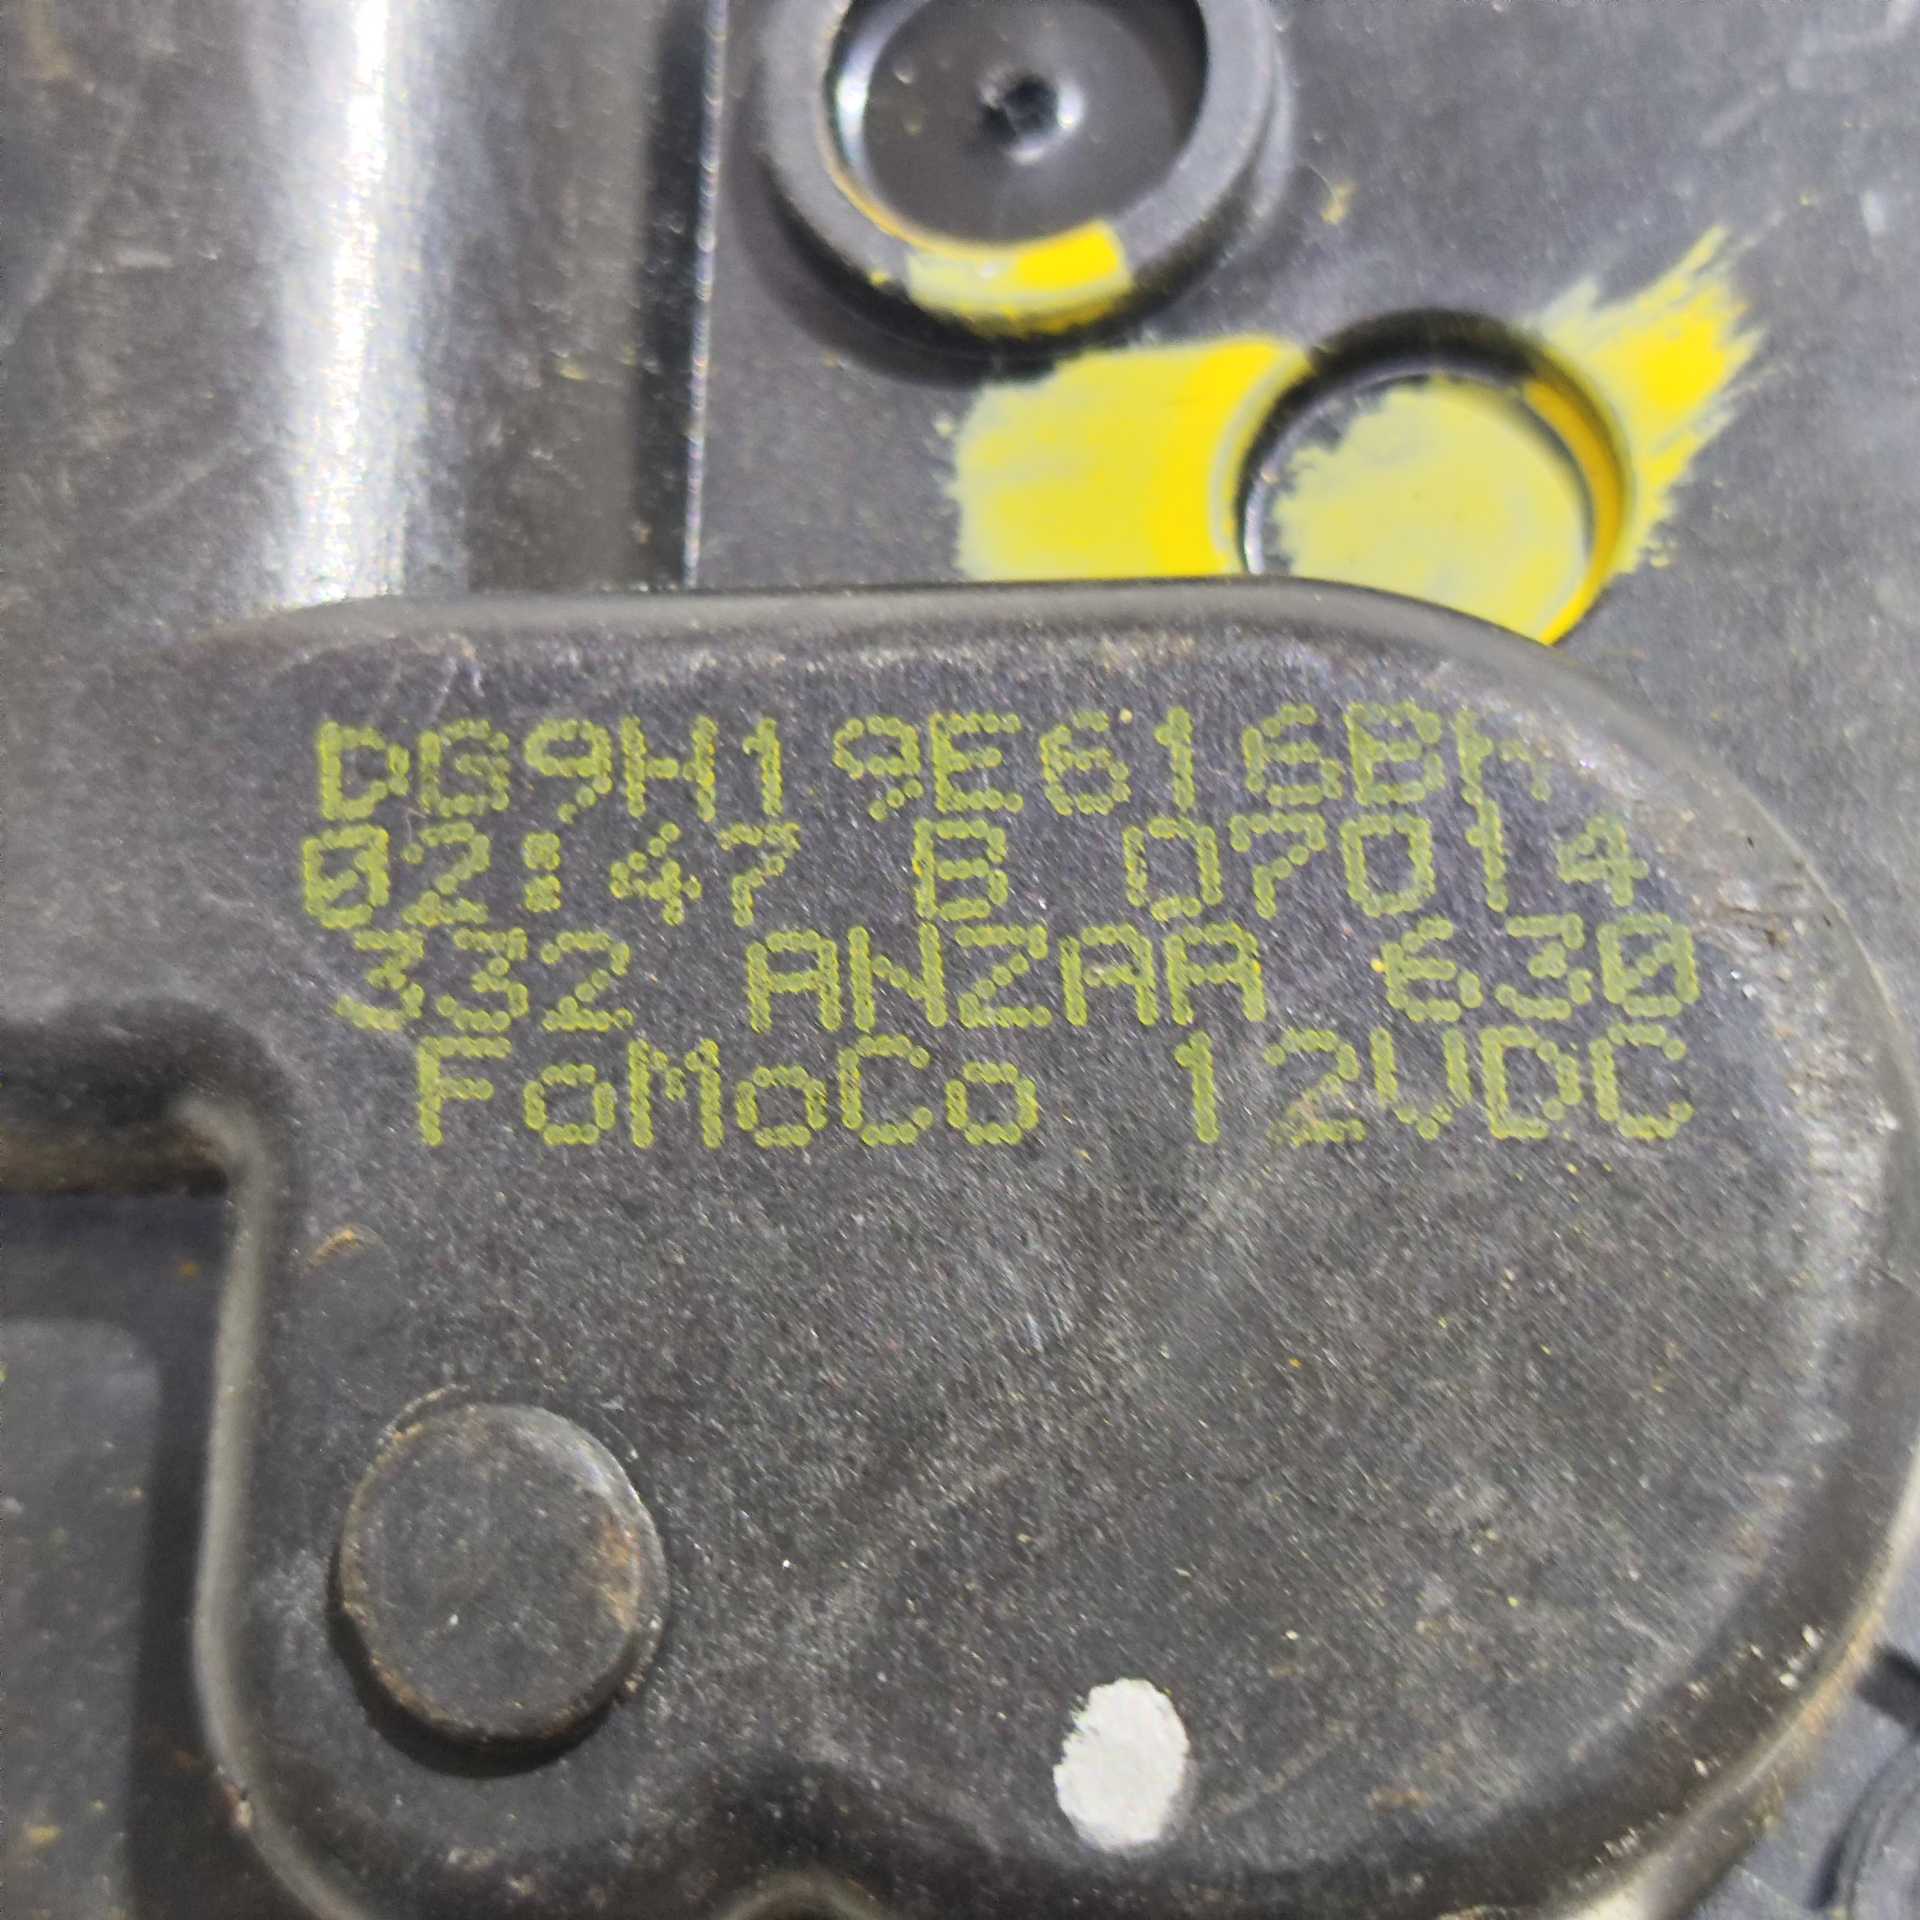 DG9H19E616BA
02:47 B 07014
332 ANZAA 630
FoMoCo 12VDC